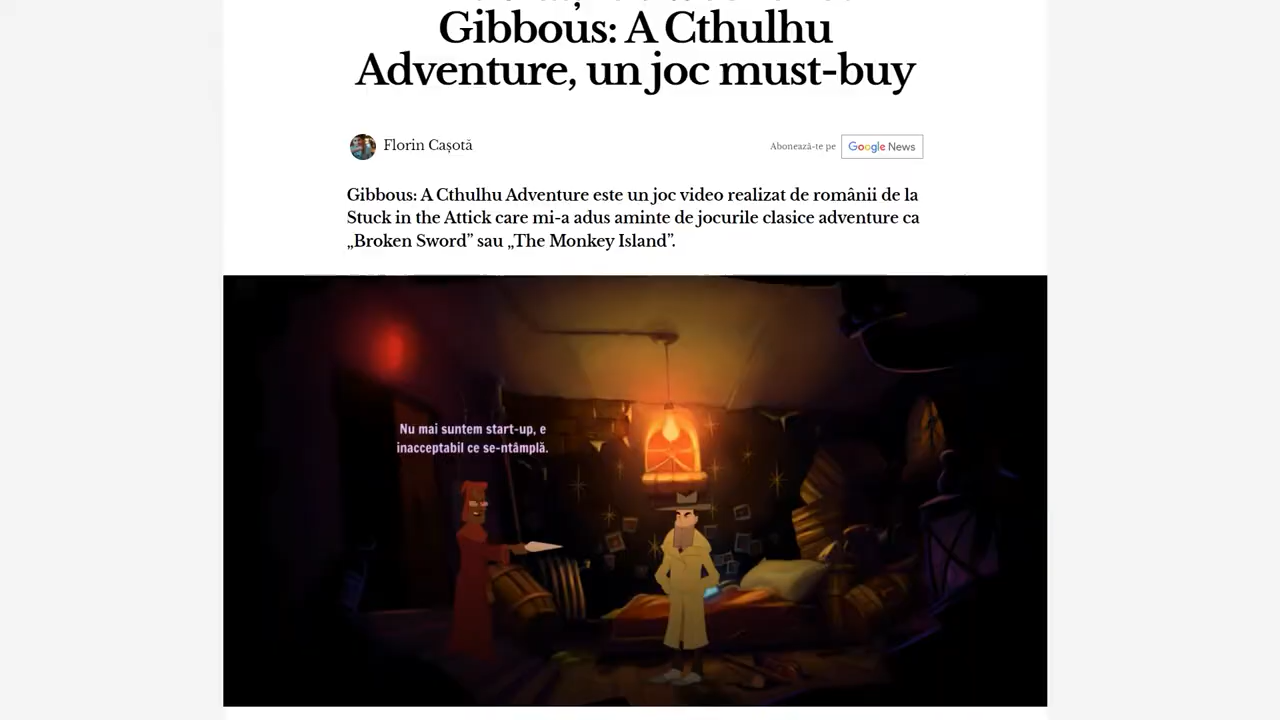 Gibbous: A Cthulhu
Adventure, un joc must-buy
Florin Cașotă
Abonează-te pe
Google News
Gibbous: A Cthulhu Adventure este un joc video realizat de românii de la
Stuck in the Attick care mi-a adus aminte de jocurile clasice adventure ca
„Broken Sword” sau „The Monkey Island”.
Nu mai suntem start-up, e
inacceptabil ce se-ntâmplă.